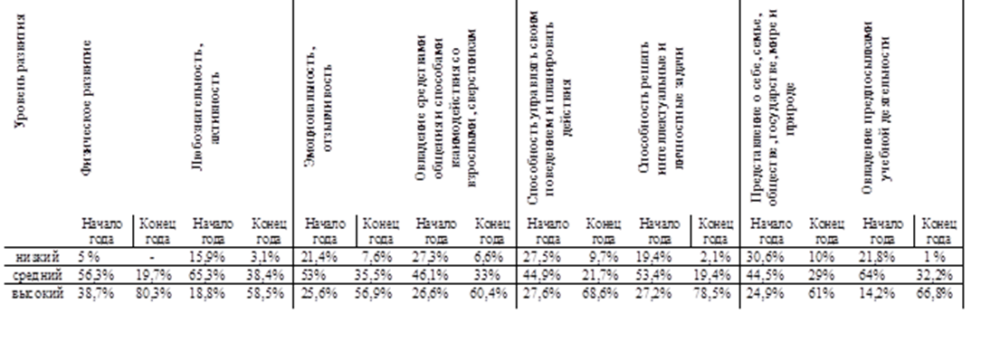 Уровень развития
Физическое развитие
Любознательность,
активность
Эмоциональность,
отзывчивость
Овладение средствами
общения и способами
взаимодействия со
взрослыми, сверстникам
Способность управлять своим
поведением и планировать
действия
Способность решать
интеллектуальные и
личностные задачи
Представление о себе, семье,
обществе, государстве, мире и
природе
Овладение предпосылками
учебной деятельности
Начало Конец Начало Конец Начало Конец Начало Конец Начало Конец Начало Конец Начало Конец Начало Конец
года года года года года года года года года года года года года года года года
низкий 5 % - 15,9% 3,1% 21,4% 7,6% 27,3% 6,6% 27,5% 9,7% 19,4% 2,1% 30,6% 10% 21,8% 1 %
средний 56,3% 19,7% 65,3% 38,4% 53% 35,5% 46,1% 33% 44,9% 21,7% 53,4% 19,4% 44,5% 29% 64% 32,2%
высокий 38,7% 80,3% 18,8% 58,5% 25,6% 56,9% 26,6% 60,4% 27,6% 68,6% 27,2% 78,5% 24,9% 61% 14,2% 66,8%